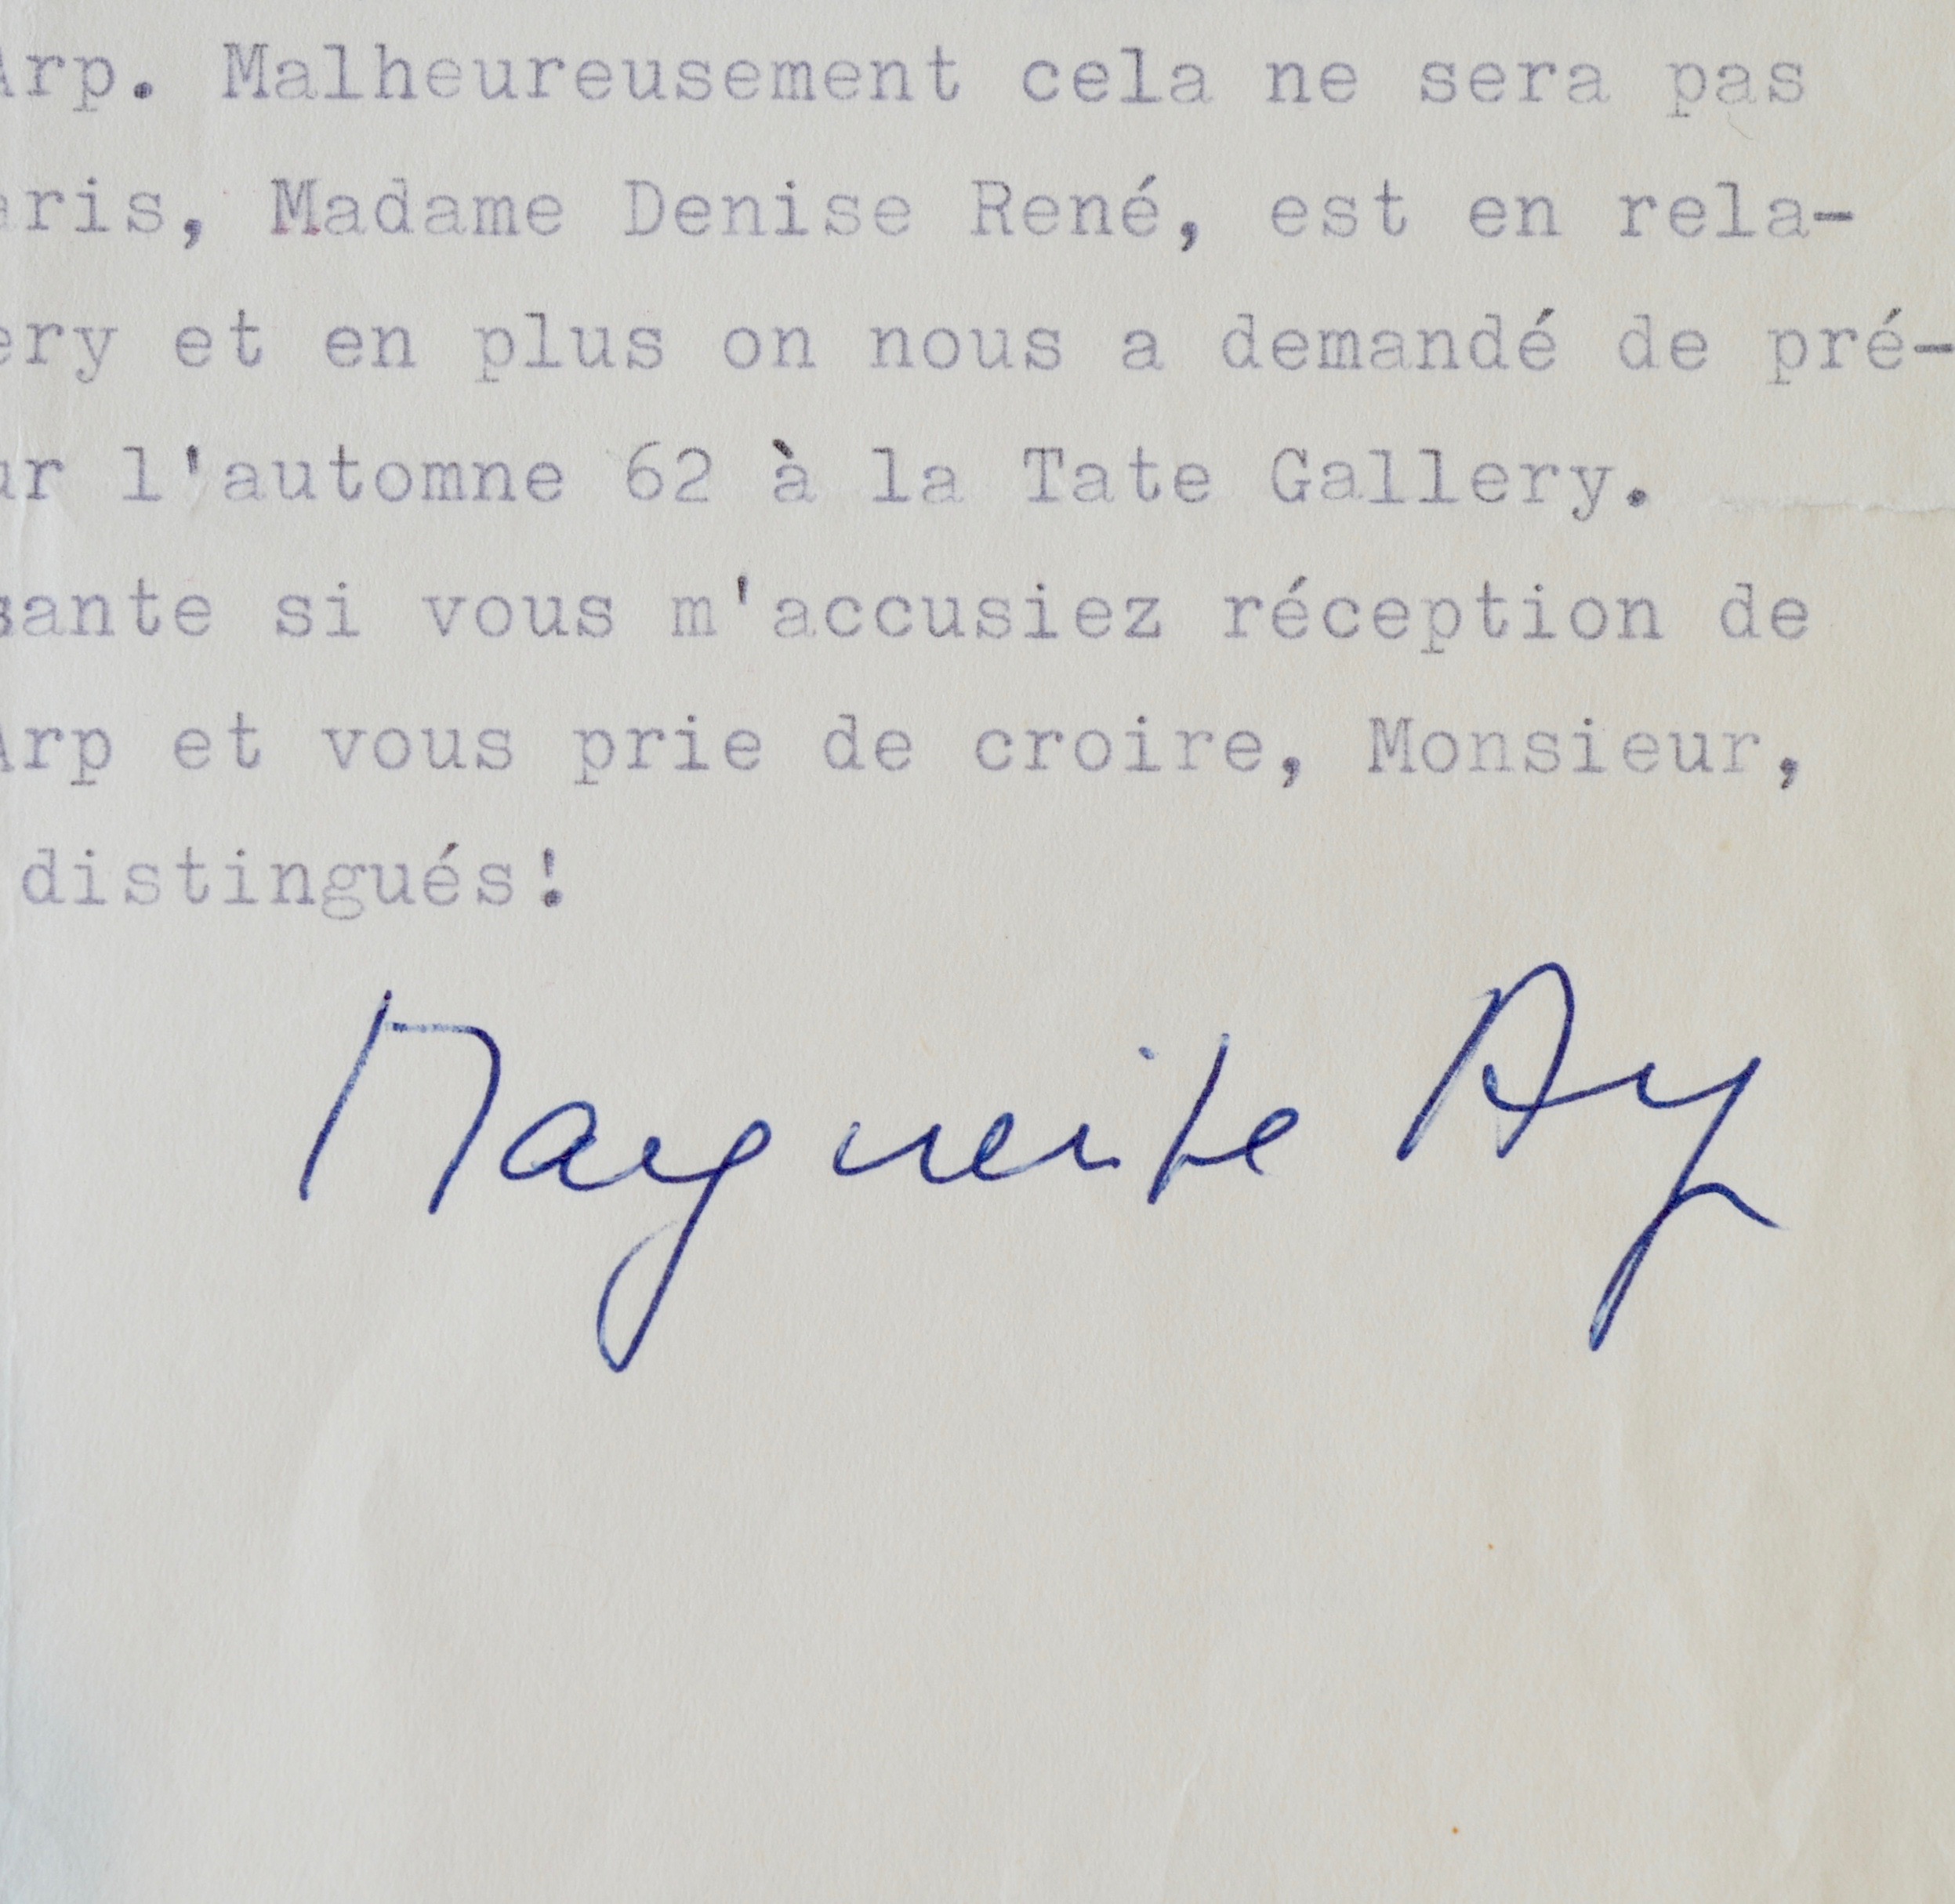 Arp. Malheureusement cela ne sera pas
aris, Madame Denise René, est en rela-
ery et en plus on nous a demandé de pré-
ur l'automne 62 à la Tate Gallery.
sante si vous m'accusiez réception de
Arp et vous prie de croire, Monsieur,
distingués!
Marguerite Arp